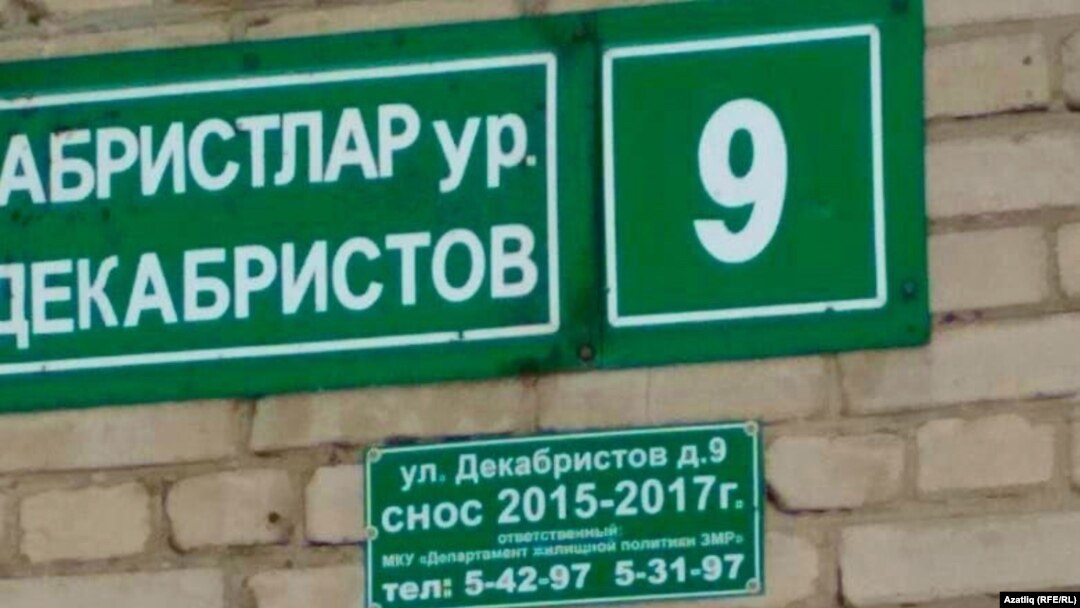 АБРИСТЛАР ур.
ДЕКАБРИСТОВ
9
ул. Декабристов д.9
снос 2015-2017г.
ответственный:
МКУ «Департамент жилищной политики ЗМР»
тел: 5-42-97 5-31-97
Azatliq (RFE/RL)